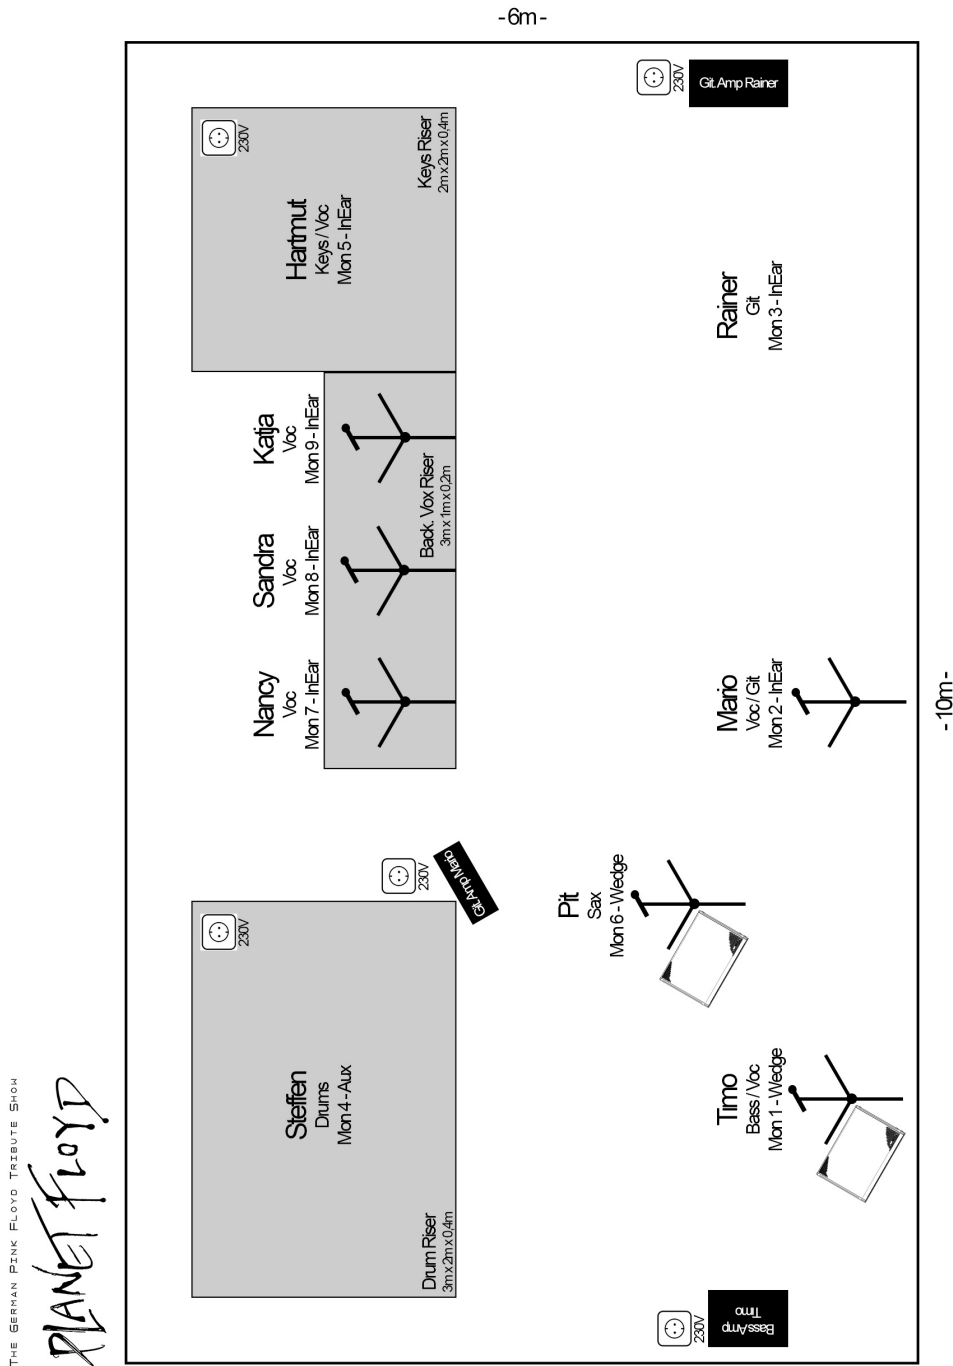 THE GERMAN PINK FLOYD TRIBUTE SHOW
PLANET FLOYD
-6m-
-10m-
Steffen
Drums
Mon 4 -Aux
Drum Riser
3m x 2m x 0,4m
230V
230V
Git. Amp Mario
Nancy
Voc
Mon 7 - InEar
Sandra
Voc
Mon 8 - InEar
Katja
Voc
Mon 9 - InEar
Back. Vox Riser
3m x 1m x 0,2m
230V
Hartmut
Keys / Voc
Mon 5 - InEar
Keys Riser
2m x 2m x 0,4m
Bass Amp
Timo
230V
Timo
Bass / Voc
Mon 1 - Wedge
Pit
Sax
Mon 6 - Wedge
Mario
Voc / Git
Mon 2 - InEar
Rainer
Git
Mon 3 - InEar
230V
Git. Amp Rainer